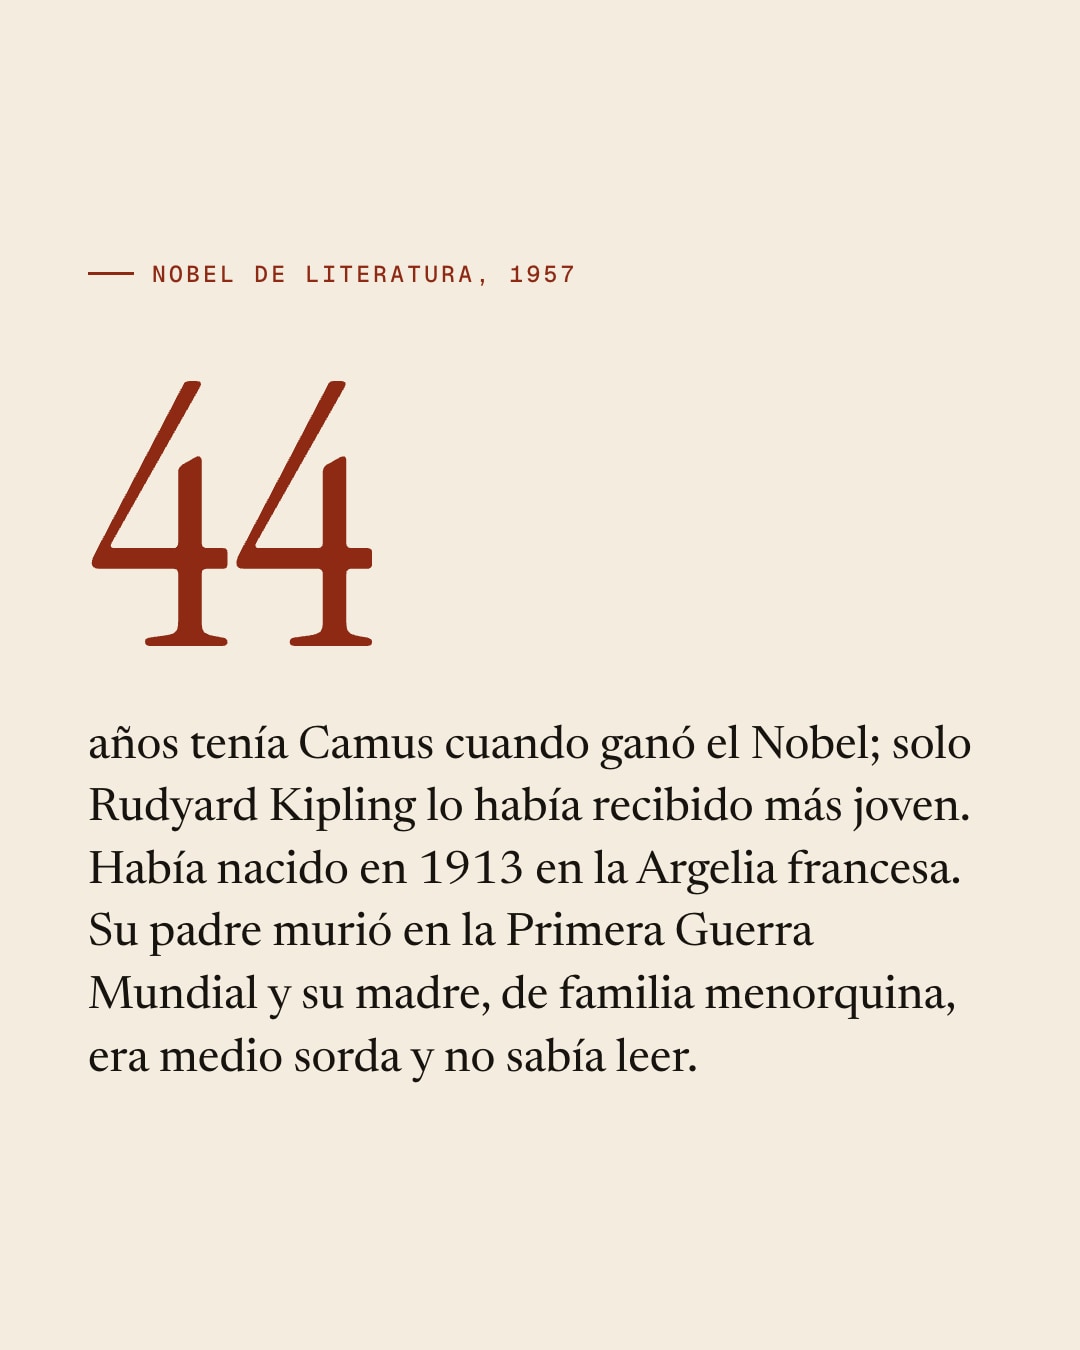 NOBEL DE LITERATURA, 1957
44
años tenía Camus cuando ganó el Nobel; solo
Rudyard Kipling lo había recibido más joven.
Había nacido en 1913 en la Argelia francesa.
Su padre murió en la Primera Guerra
Mundial y su madre, de familia menorquina,
era medio sorda y no sabía leer.